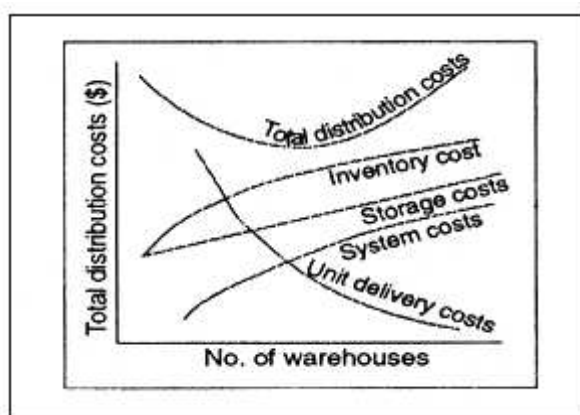 Total distribution costs ($)
Total distribution costs
Inventory cost
Storage costs
System costs
Unit delivery costs
No. of warehouses